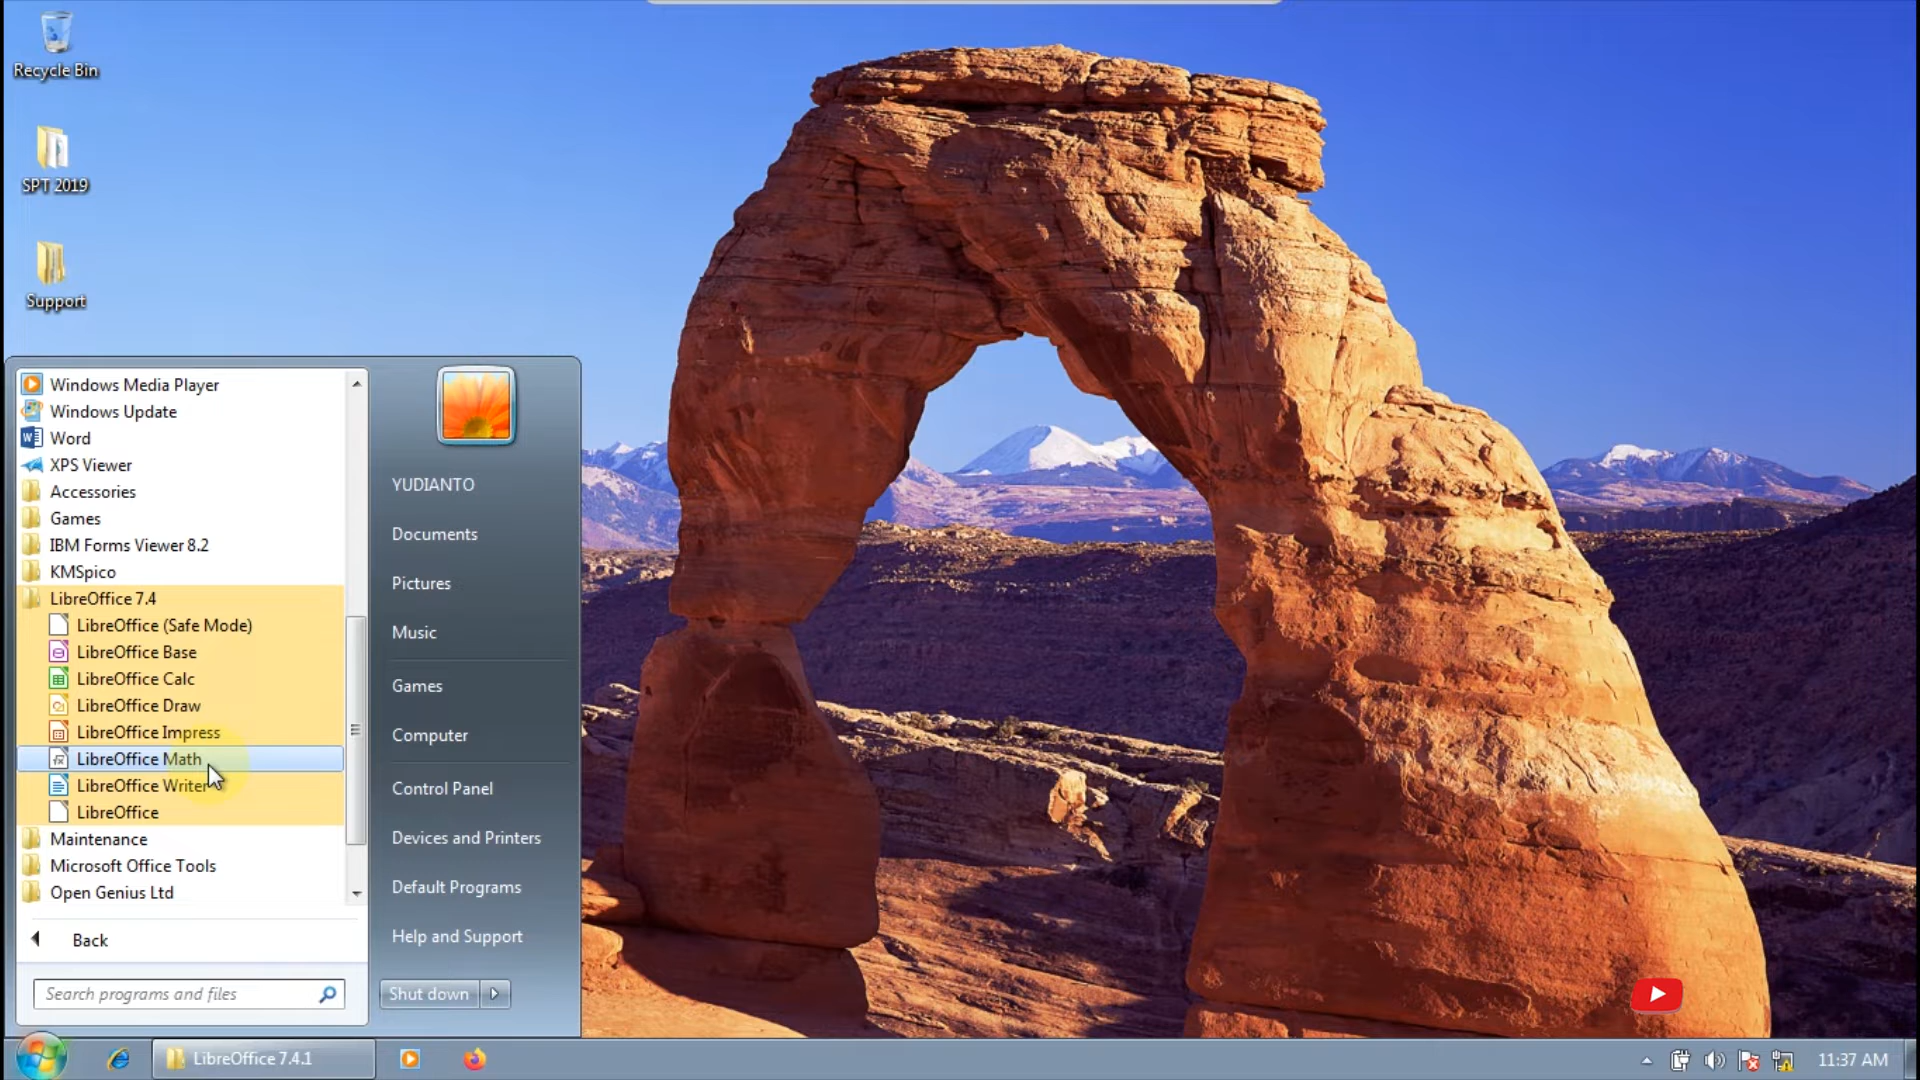 Recycle Bin
SPT 2019
Support
Windows Media Player
Windows Update
Word
XPS Viewer
Accessories
Games
IBM Forms Viewer 8.2
KMSpico
LibreOffice 7.4
LibreOffice (Safe Mode)
LibreOffice Base
LibreOffice Calc
LibreOffice Draw
LibreOffice Impress
LibreOffice Math
LibreOffice Writer
LibreOffice
Maintenance
Microsoft Office Tools
Open Genius Ltd
Back
Search programs and files
YUDIANTO
Documents
Pictures
Music
Games
Computer
Control Panel
Devices and Printers
Default Programs
Help and Support
Shut down
LibreOffice 7.4.1
11:37 AM